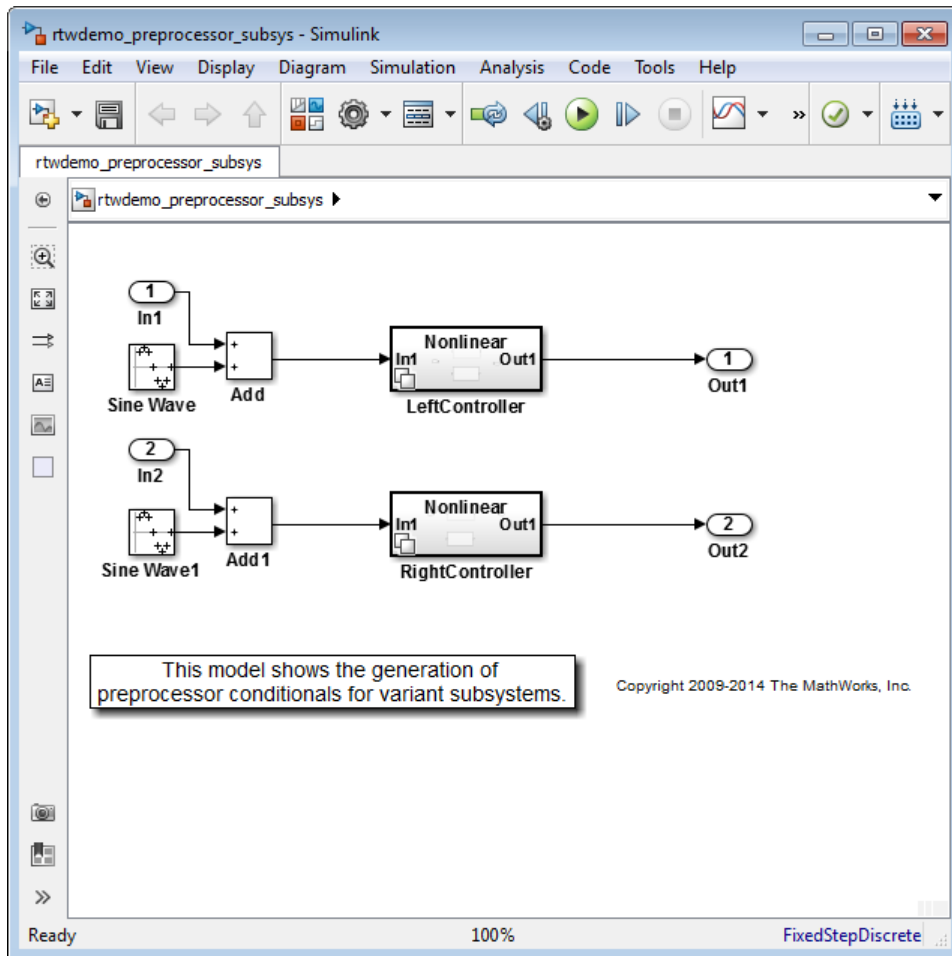 rtwdemo_preprocessor_subsys - Simulink
File Edit View Display Diagram Simulation Analysis Code Tools Help
»
rtwdemo_preprocessor_subsys
rtwdemo_preprocessor_subsys
1
In1
Sine Wave
+
+
Add
Nonlinear
In1 Out1
LeftController
1
Out1
2
In2
Sine Wave1
+
+
Add1
Nonlinear
In1 Out1
RightController
2
Out2
This model shows the generation of
preprocessor conditionals for variant subsystems.
Copyright 2009-2014 The MathWorks, Inc.
»
Ready 100% FixedStepDiscrete